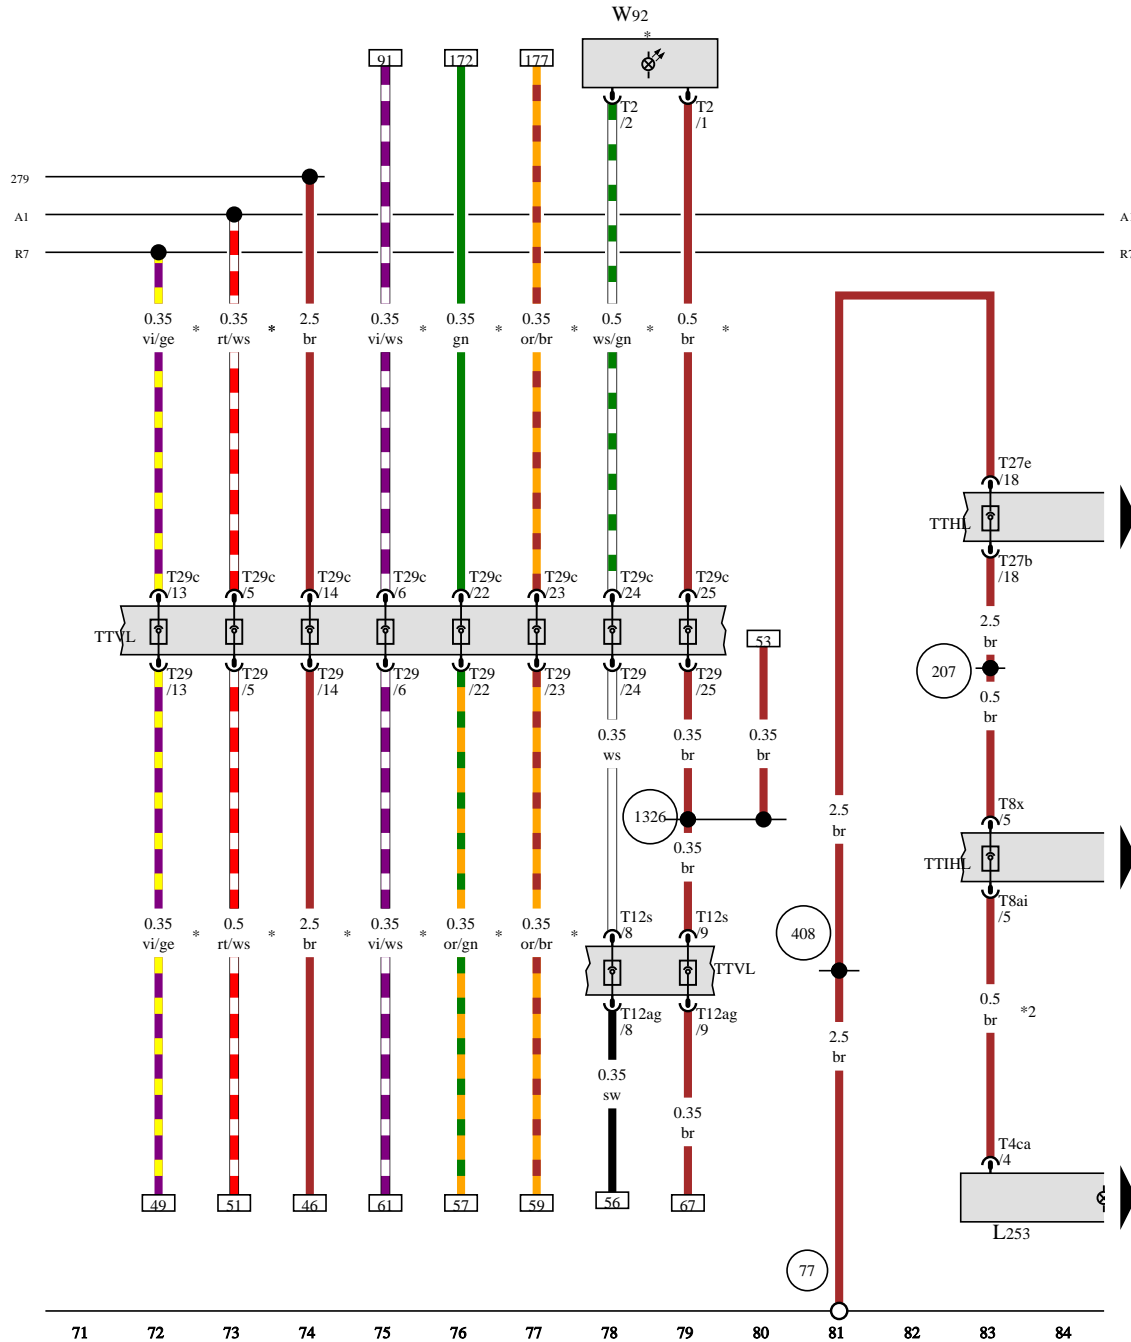 W92
*
91
172
177
T2
/2
T2
/1
279
A1
A1
R7
R7
0.35
vi/ge
*
0.35
rt/ws
*
2.5
br
0.35
vi/ws
*
0.35
gn
*
0.35
or/br
*
0.5
ws/gn
*
0.5
br
*
T27e
/18
TTHL
T27b
/18
T29c
/13
T29c
/5
T29c
/14
T29c
/6
T29c
/22
T29c
/23
T29c
/24
T29c
/25
TTVL
53
T29
/13
T29
/5
T29
/14
T29
/6
T29
/22
T29
/23
T29
/24
T29
/25
2.5
br
207
0.5
br
0.35
ws
0.35
br
0.35
br
1326
0.35
br
2.5
br
T8x
/5
TTIHL
T8ai
/5
0.35
vi/ge
*
0.5
rt/ws
*
2.5
br
*
0.35
vi/ws
*
0.35
or/gn
*
0.35
or/br
*
T12s
/8
T12s
/9
408
TTVL
T12ag
/8
T12ag
/9
0.5
br
*2
2.5
br
0.35
sw
0.35
br
T4ca
/4
49
51
46
61
57
59
56
67
L253
77
71
72
73
74
75
76
77
78
79
80
81
82
83
84